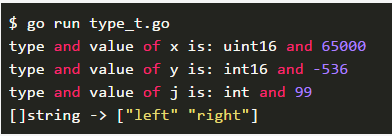 $ go run type_t.go
type and value of x is: uint16 and 65000
type and value of y is: int16 and -536
type and value of j is: int and 99
[]string -> ["left" "right"]